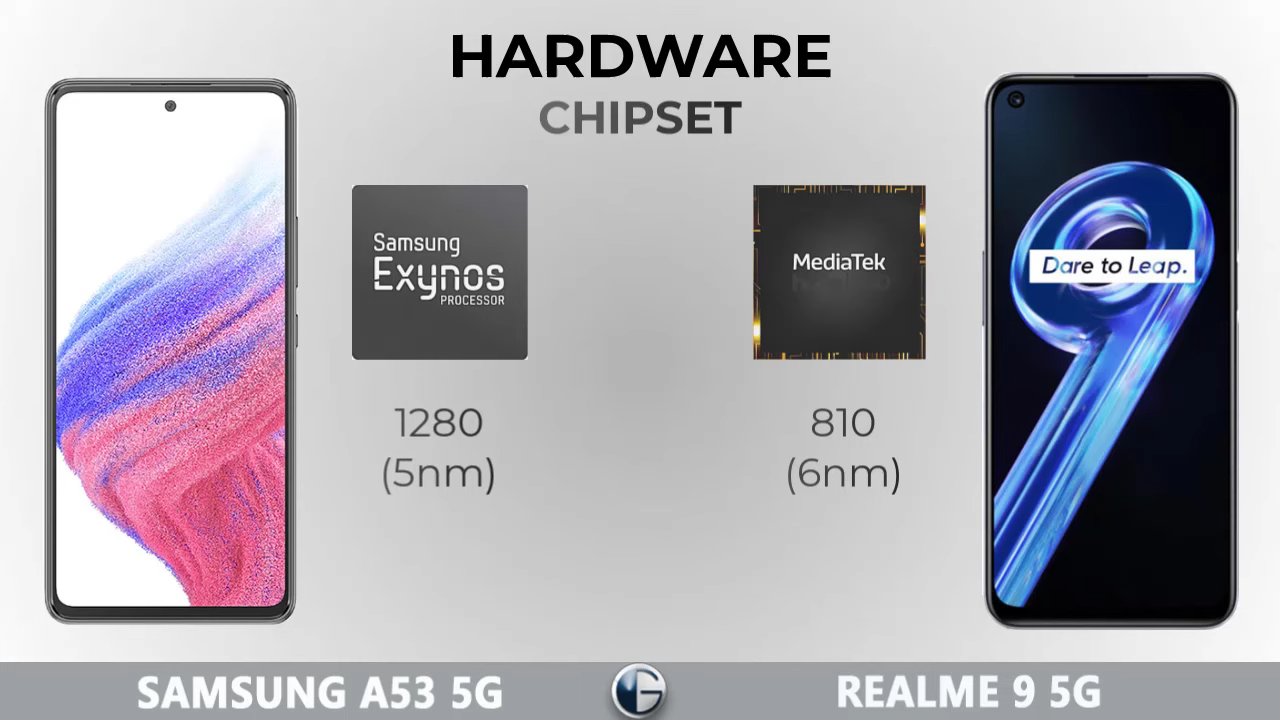 HARDWARE
CHIPSET
Samsung
Exynos
PROCESSOR
MediaTek
1280
(5nm)
810
(6nm)
Dare to Leap.
SAMSUNG A53 5G
G
REALME 9 5G